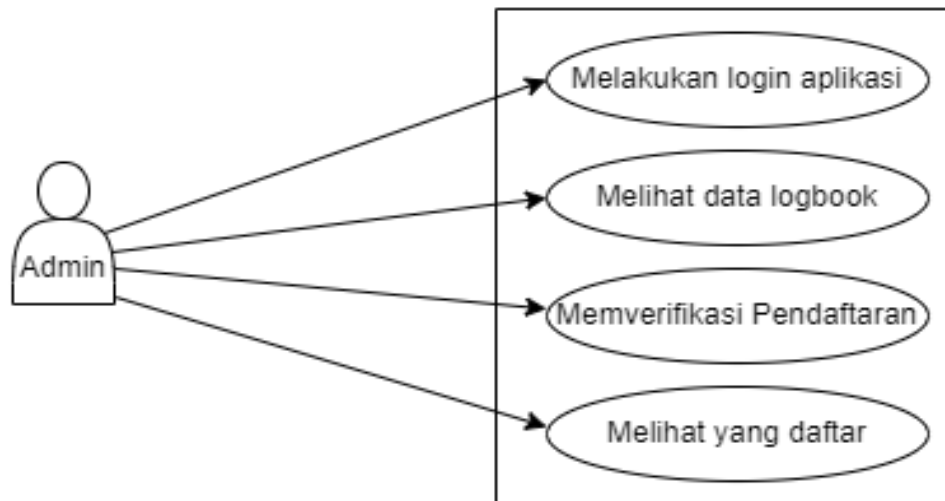 Melakukan login aplikasi
Melihat data logbook
Admin
Memverifikasi Pendaftaran
Melihat yang daftar